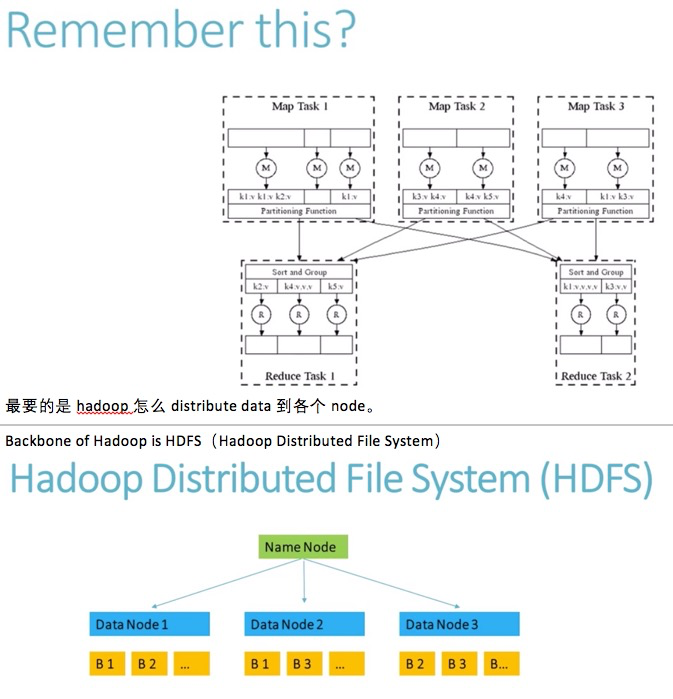 Remember this?
Map Task 1 Map Task 2 Map Task 3
M M M M M M M
k1:v k1:v k2:v k1:v k3:v k4:v k4:v k5:v k4:v k1:v k3:v
Partitioning Function Partitioning Function Partitioning Function
Sort and Group Sort and Group
k2:v k4:v,v,v k5:v k1:v,v,v,v k3:v,v
R R R R R
Reduce Task 1 Reduce Task 2
最要的是 hadoop 怎么 distribute data 到各个 node。
Backbone of Hadoop is HDFS（Hadoop Distributed File System）
Hadoop Distributed File System (HDFS)
Name Node
Data Node 1 Data Node 2 Data Node 3
B 1 B 2 ... B 1 B 3 ... B 2 B 3 B...